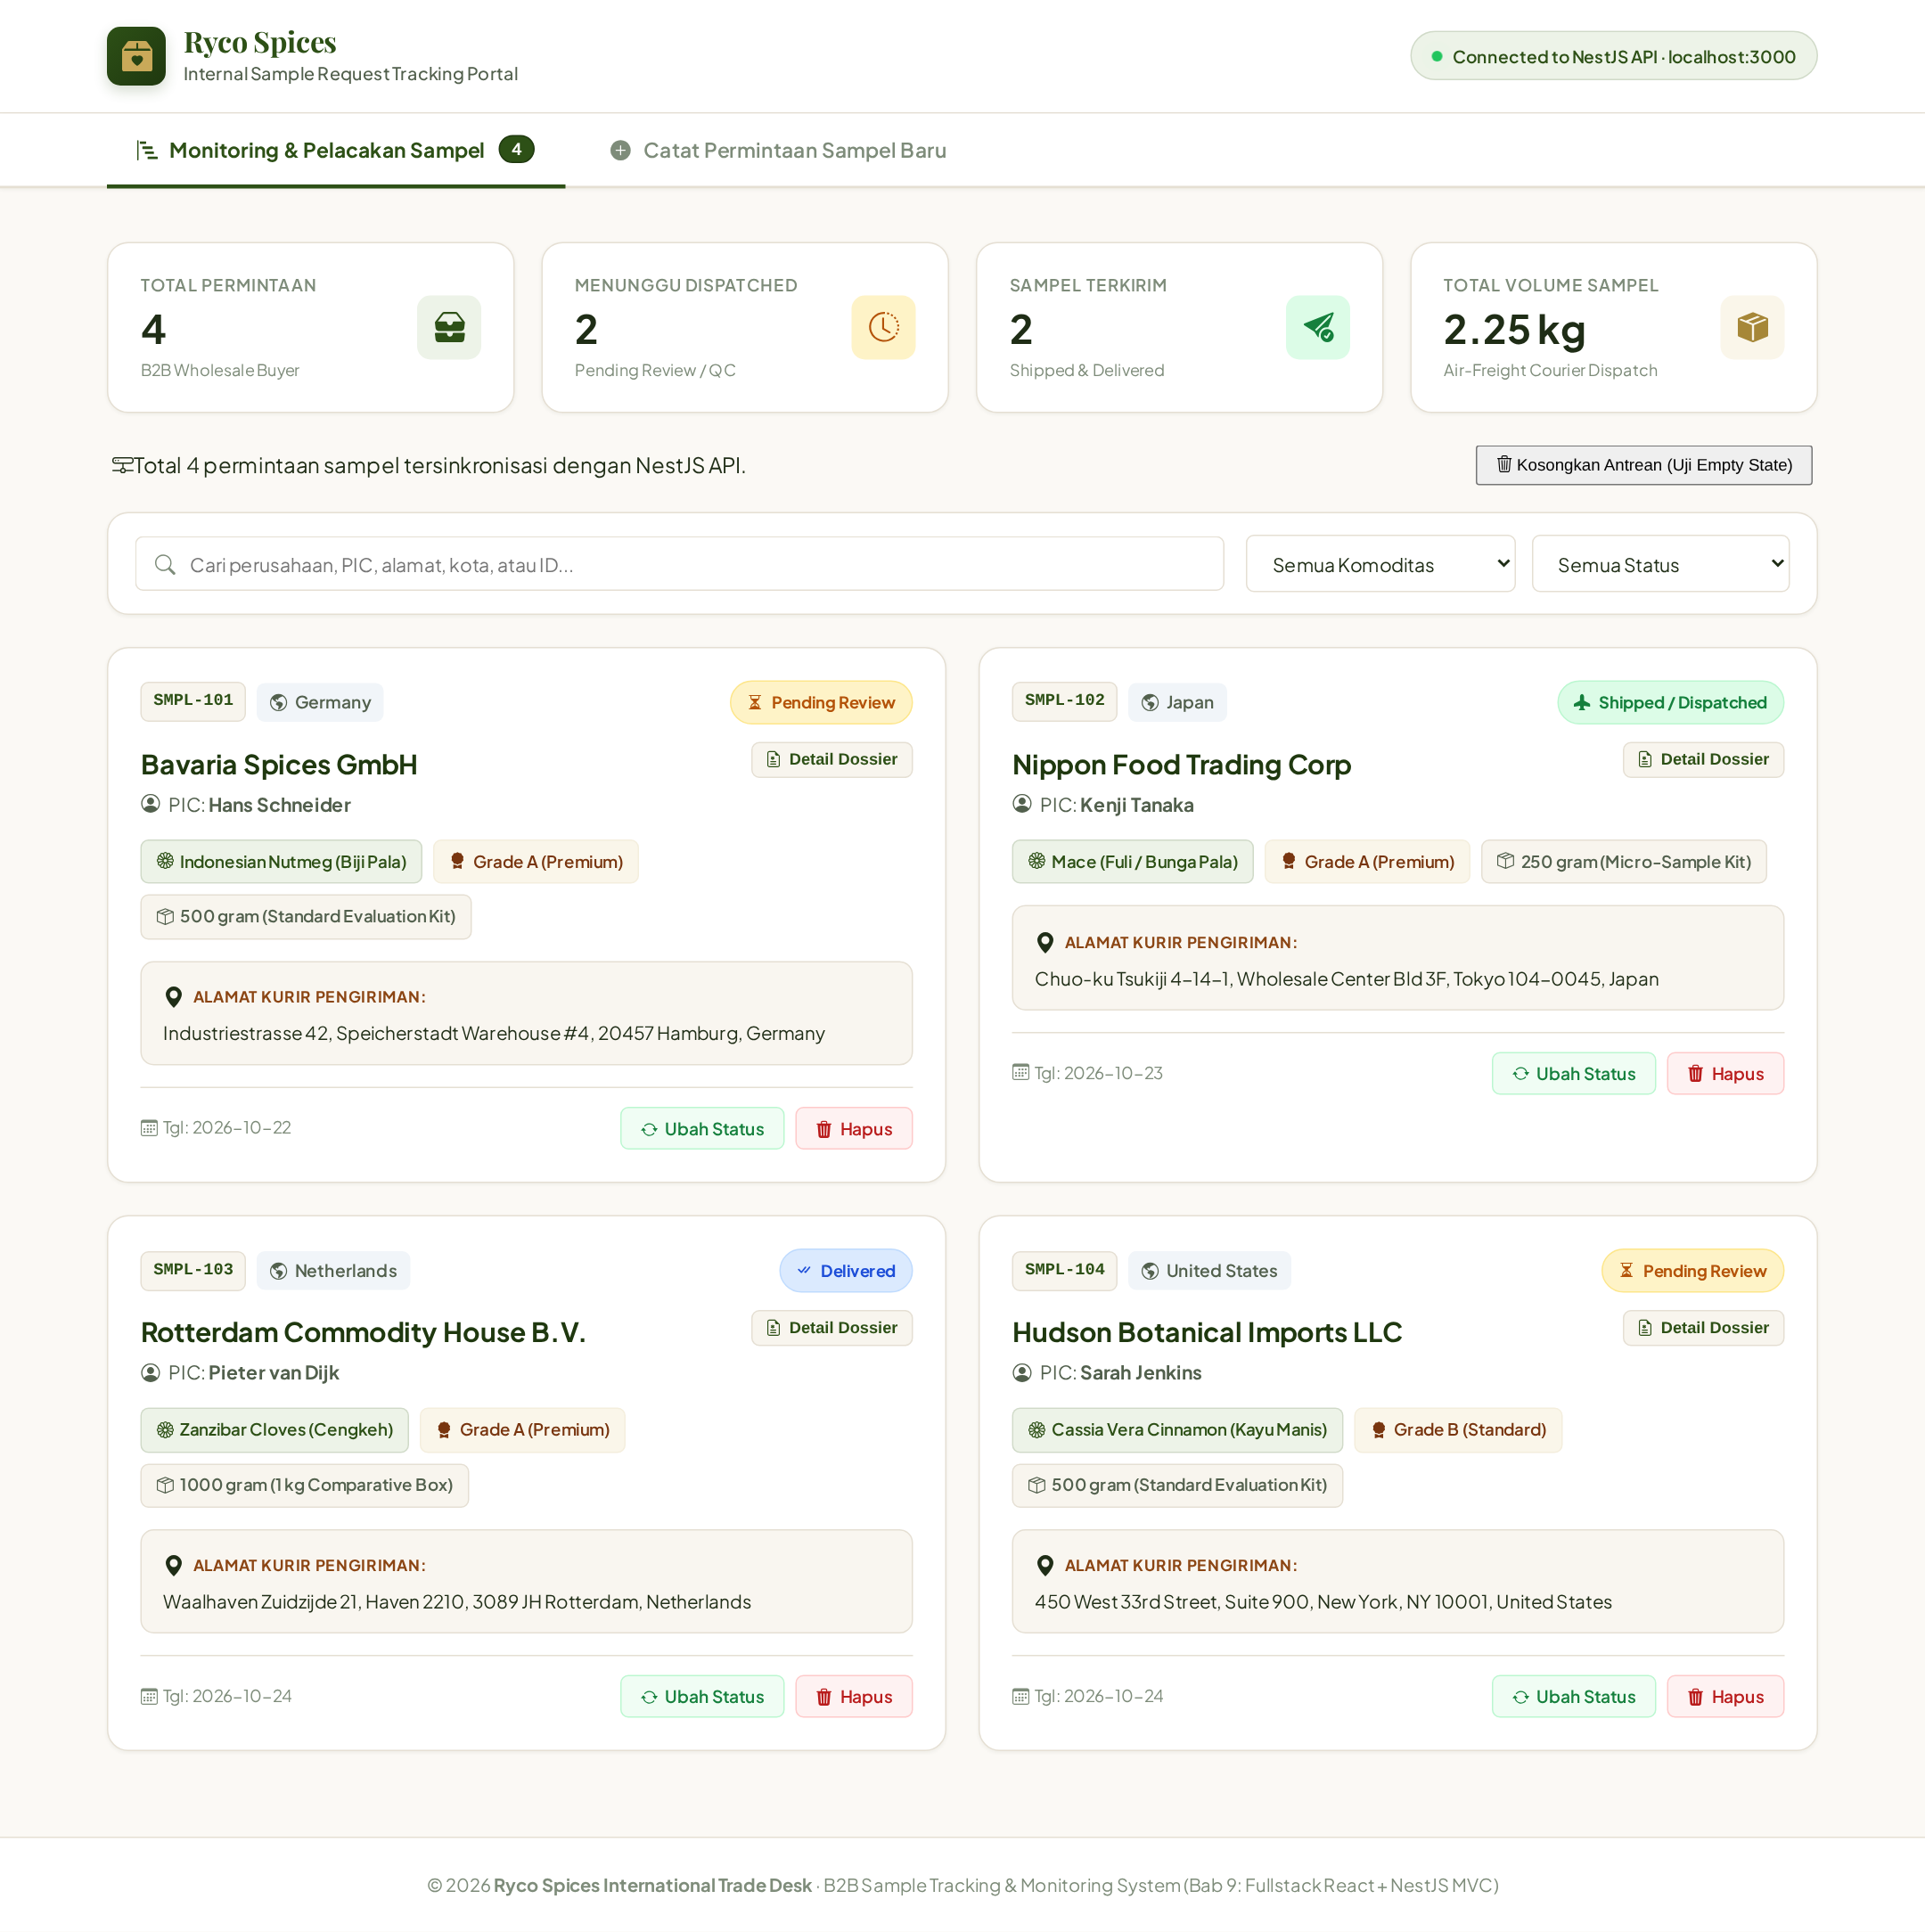 Ryco Spices
Internal Sample Request Tracking Portal
Connected to NestJS API · localhost:3000
Monitoring & Pelacakan Sampel 4
Catat Permintaan Sampel Baru
TOTAL PERMINTAAN
4
B2B Wholesale Buyer
MENUNGGU DISPATCHED
2
Pending Review / QC
SAMPEL TERKIRIM
2
Shipped & Delivered
TOTAL VOLUME SAMPEL
2.25 kg
Air-Freight Courier Dispatch
Total 4 permintaan sampel tersinkronisasi dengan NestJS API.
Kosongkan Antrean (Uji Empty State)
Cari perusahaan, PIC, alamat, kota, atau ID...
Semua Komoditas
Semua Status
SMPL-101
Germany
Pending Review
Bavaria Spices GmbH
Detail Dossier
PIC: Hans Schneider
Indonesian Nutmeg (Biji Pala)
Grade A (Premium)
500 gram (Standard Evaluation Kit)
ALAMAT KURIR PENGIRIMAN:
Industriestrasse 42, Speicherstadt Warehouse #4, 20457 Hamburg, Germany
Tgl: 2026-10-22
Ubah Status
Hapus
SMPL-102
Japan
Shipped / Dispatched
Nippon Food Trading Corp
Detail Dossier
PIC: Kenji Tanaka
Mace (Fuli / Bunga Pala)
Grade A (Premium)
250 gram (Micro-Sample Kit)
ALAMAT KURIR PENGIRIMAN:
Chuo-ku Tsukiji 4-14-1, Wholesale Center Bld 3F, Tokyo 104-0045, Japan
Tgl: 2026-10-23
Ubah Status
Hapus
SMPL-103
Netherlands
Delivered
Rotterdam Commodity House B.V.
Detail Dossier
PIC: Pieter van Dijk
Zanzibar Cloves (Cengkeh)
Grade A (Premium)
1000 gram (1 kg Comparative Box)
ALAMAT KURIR PENGIRIMAN:
Waalhaven Zuidzijde 21, Haven 2210, 3089 JH Rotterdam, Netherlands
Tgl: 2026-10-24
Ubah Status
Hapus
SMPL-104
United States
Pending Review
Hudson Botanical Imports LLC
Detail Dossier
PIC: Sarah Jenkins
Cassia Vera Cinnamon (Kayu Manis)
Grade B (Standard)
500 gram (Standard Evaluation Kit)
ALAMAT KURIR PENGIRIMAN:
450 West 33rd Street, Suite 900, New York, NY 10001, United States
Tgl: 2026-10-24
Ubah Status
Hapus
© 2026 Ryco Spices International Trade Desk · B2B Sample Tracking & Monitoring System (Bab 9: Fullstack React + NestJS MVC)